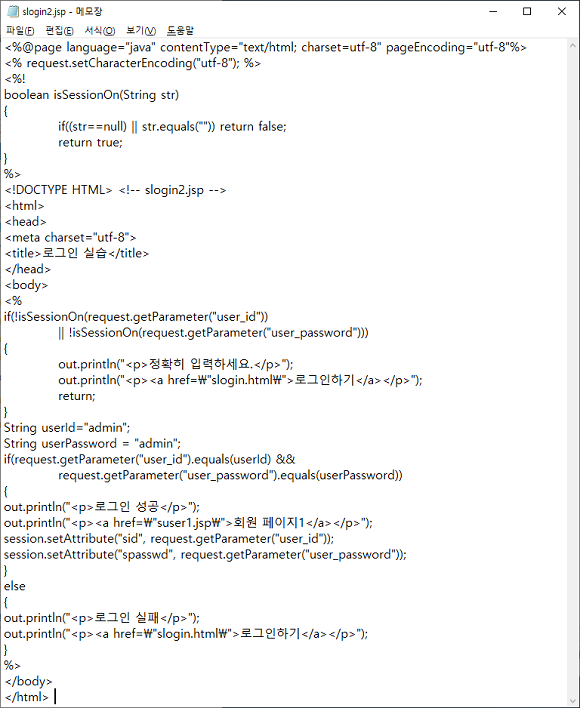 slogin2.jsp - 메모장
파일(F) 편집(E) 서식(O) 보기(V) 도움말
<%@page language="java" contentType="text/html; charset=utf-8" pageEncoding="utf-8"%>
<% request.setCharacterEncoding("utf-8"); %>
<%!
boolean isSessionOn(String str)
{
if((str==null) || str.equals("")) return false;
return true;
}
%>
<!DOCTYPE HTML> <!-- slogin2.jsp -->
<html>
<head>
<meta charset="utf-8">
<title>로그인 실습</title>
</head>
<body>
<%
if(!isSessionOn(request.getParameter("user_id"))
|| !isSessionOn(request.getParameter("user_password")))
{
out.println("<p>정확히 입력하세요.</p>");
out.println("<p><a href=₩"slogin.html₩">로그인하기</a></p>");
return;
}
String userId="admin";
String userPassword = "admin";
if(request.getParameter("user_id").equals(userId) &&
request.getParameter("user_password").equals(userPassword))
{
out.println("<p>로그인 성공</p>");
out.println("<p><a href=₩"suser1.jsp₩">회원 페이지1</a></p>");
session.setAttribute("sid", request.getParameter("user_id"));
session.setAttribute("spasswd", request.getParameter("user_password"));
}
else
{
out.println("<p>로그인 실패</p>");
out.println("<p><a href=₩"slogin.html₩">로그인하기</a></p>");
}
%>
</body>
</html>